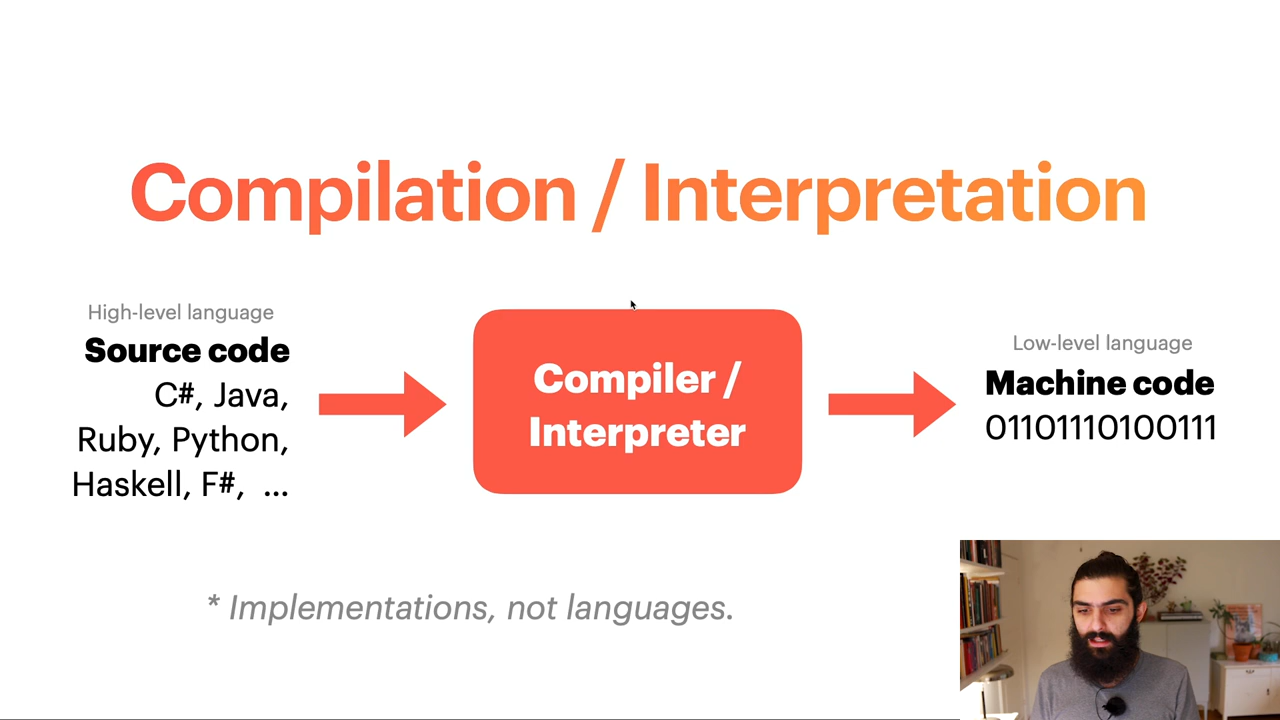 Compilation / Interpretation
High-level language
Source code
C#, Java,
Ruby, Python,
Haskell, F#, ...
Compiler /
Interpreter
Low-level language
Machine code
01101110100111
* Implementations, not languages.